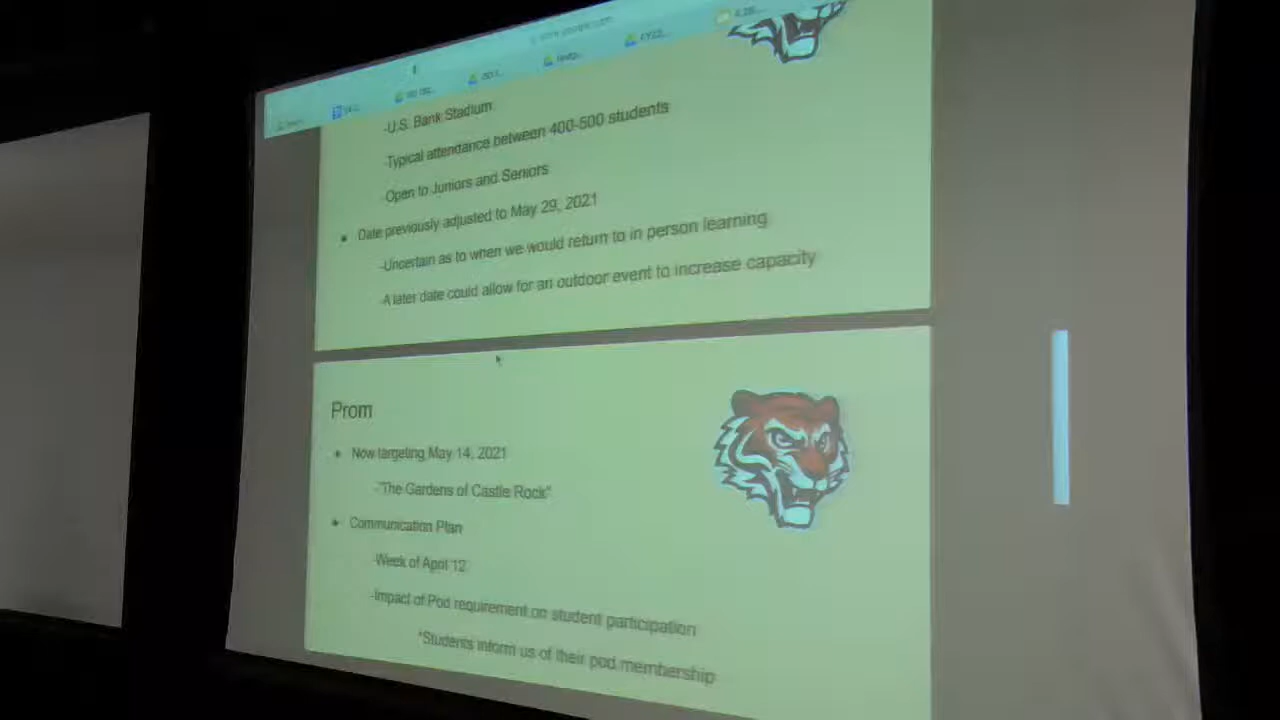 -U.S. Bank Stadium
-Typical attendance between 400-500 students
-Open to Juniors and Seniors
• Date previously adjusted to May 29, 2021
-Uncertain as to when we would return to in person learning
-A later date could allow for an outdoor event to increase capacity
Prom
• Now targeting May 14, 2021
-"The Gardens of Castle Rock"
• Communication Plan
-Week of April 12
-Impact of Pod requirement on student participation
*Students inform us of their pod membership